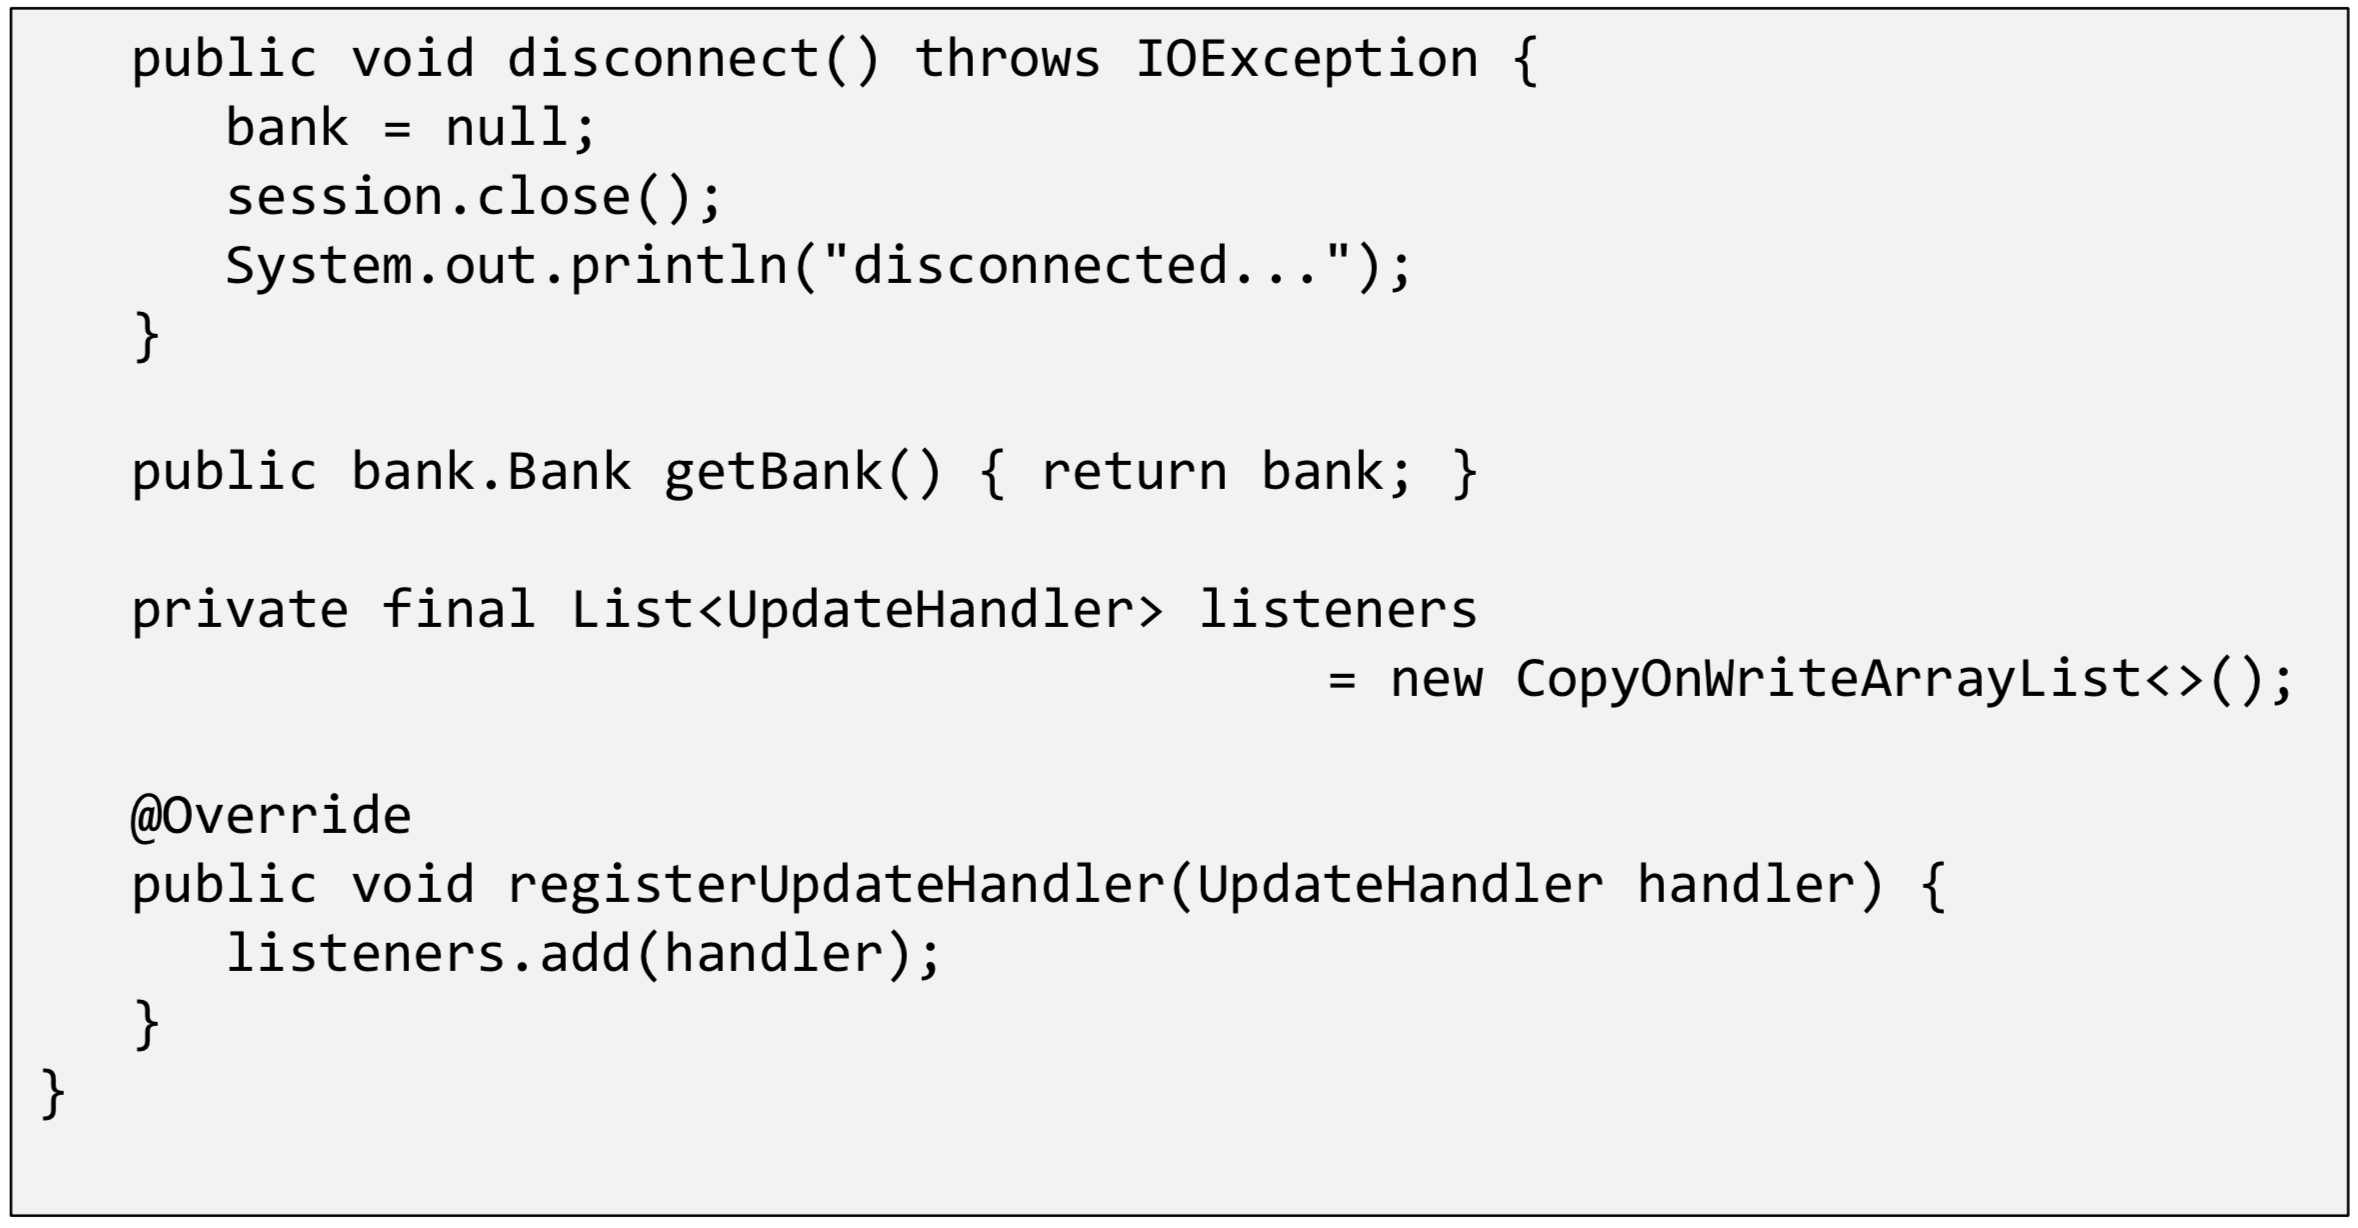 public void disconnect() throws IOException {
bank = null;
session.close();
System.out.println("disconnected...");
}
public bank.Bank getBank() { return bank; }
private final List<UpdateHandler> listeners
= new CopyOnWriteArrayList<>();
@Override
public void registerUpdateHandler(UpdateHandler handler) {
listeners.add(handler);
}
}